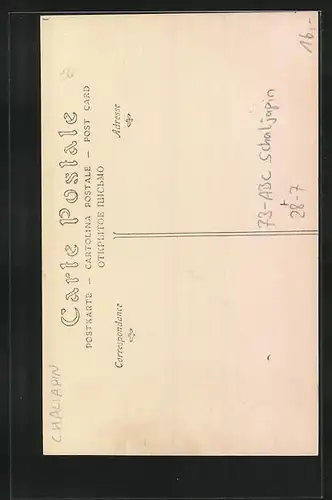 CHALIAPIN
Carte Postale
POSTKARTE — CARTOLINA POSTALE — POST CARD
ОТКРЫТОЕ ПИСЬМО
Correspondance
Adresse
73-ABC Schaljapin
28-7
16,-